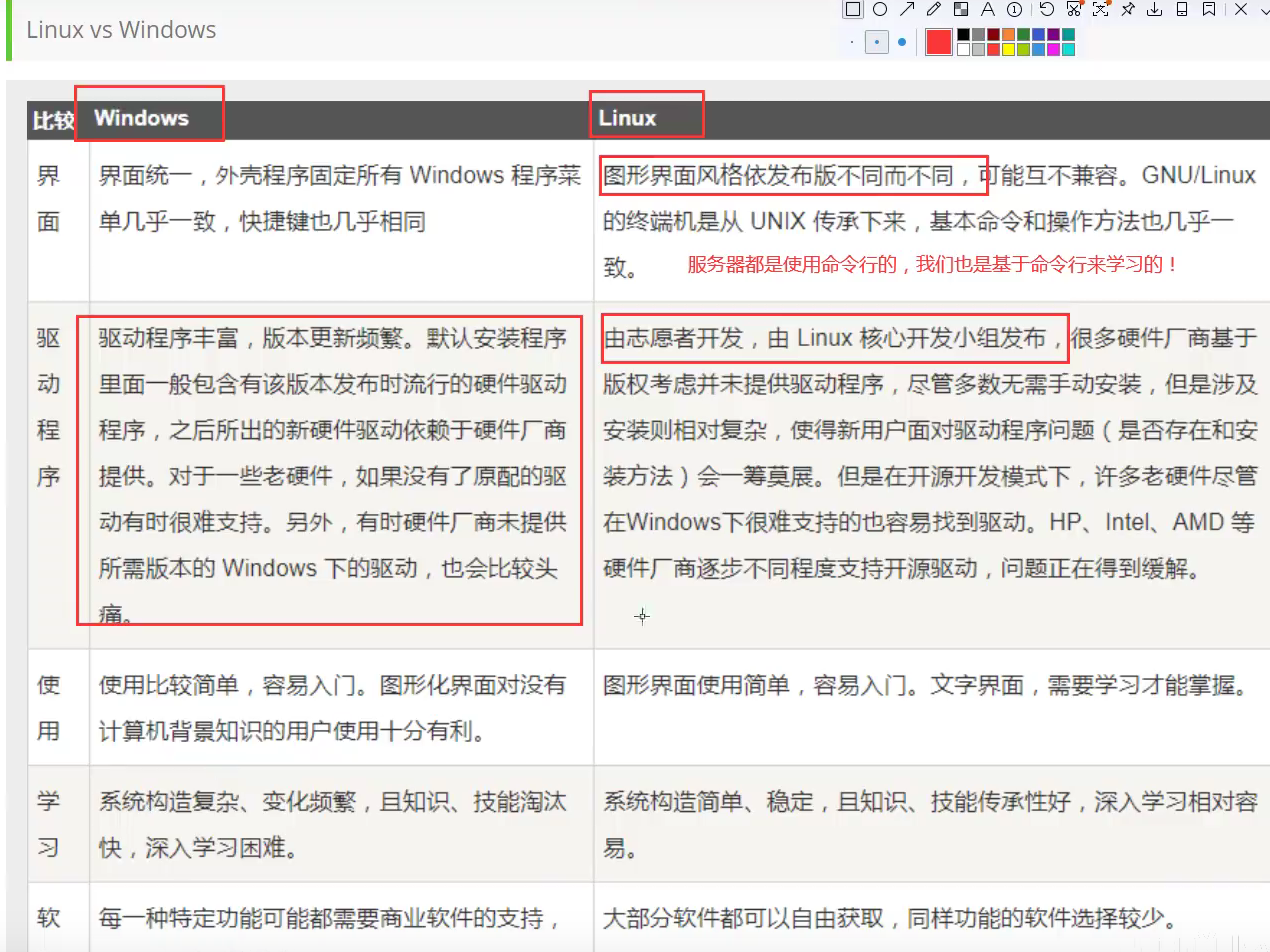 Linux vs Windows
比较
Windows
Linux
界
面
界面统一，外壳程序固定所有 Windows 程序菜
单几乎一致，快捷键也几乎相同
图形界面风格依发布版不同而不同，可能互不兼容。GNU/Linux
的终端机是从 UNIX 传承下来，基本命令和操作方法也几乎一
致。
服务器都是使用命令行的，我们也是基于命令行来学习的！
驱
动
程
序
驱动程序丰富，版本更新频繁。默认安装程序
里面一般包含有该版本发布时流行的硬件驱动
程序，之后所出的新硬件驱动依赖于硬件厂商
提供。对于一些老硬件，如果没有了原配的驱
动有时很难支持。另外，有时硬件厂商未提供
所需版本的 Windows 下的驱动，也会比较头
痛。
由志愿者开发，由 Linux 核心开发小组发布，很多硬件厂商基于
版权考虑并未提供驱动程序，尽管多数无需手动安装，但是涉及
安装则相对复杂，使得新用户面对驱动程序问题（是否存在和安
装方法）会一筹莫展。但是在开源开发模式下，许多老硬件尽管
在Windows下很难支持的也容易找到驱动。HP、Intel、AMD 等
硬件厂商逐步不同程度支持开源驱动，问题正在得到缓解。
使
用
使用比较简单，容易入门。图形化界面对没有
计算机背景知识的用户使用十分有利。
图形界面使用简单，容易入门。文字界面，需要学习才能掌握。
学
习
系统构造复杂、变化频繁，且知识、技能淘汰
快，深入学习困难。
系统构造简单、稳定，且知识、技能传承性好，深入学习相对容
易。
软
每一种特定功能可能都需要商业软件的支持，
大部分软件都可以自由获取，同样功能的软件选择较少。